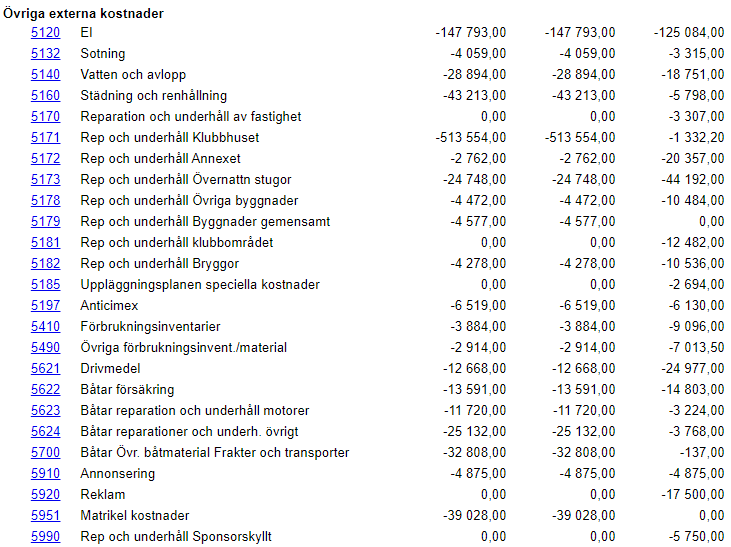 Övriga externa kostnader
5120 El -147 793,00 -147 793,00 -125 084,00
5132 Sotning -4 059,00 -4 059,00 -3 315,00
5140 Vatten och avlopp -28 894,00 -28 894,00 -18 751,00
5160 Städning och renhållning -43 213,00 -43 213,00 -5 798,00
5170 Reparation och underhåll av fastighet 0,00 0,00 -3 307,00
5171 Rep och underhåll Klubbhuset -513 554,00 -513 554,00 -1 332,20
5172 Rep och underhåll Annexet -2 762,00 -2 762,00 -20 357,00
5173 Rep och underhåll Övernattn stugor -24 748,00 -24 748,00 -44 192,00
5178 Rep och underhåll Övriga byggnader -4 472,00 -4 472,00 -10 484,00
5179 Rep och underhåll Byggnader gemensamt -4 577,00 -4 577,00 0,00
5181 Rep och underhåll klubbområdet 0,00 0,00 -12 482,00
5182 Rep och underhåll Bryggor -4 278,00 -4 278,00 -10 536,00
5185 Uppläggningsplanen speciella kostnader 0,00 0,00 -2 694,00
5197 Anticimex -6 519,00 -6 519,00 -6 130,00
5410 Förbrukningsinventarier -3 884,00 -3 884,00 -9 096,00
5490 Övriga förbrukningsinvent./material -2 914,00 -2 914,00 -7 013,50
5621 Drivmedel -12 668,00 -12 668,00 -24 977,00
5622 Båtar försäkring -13 591,00 -13 591,00 -14 803,00
5623 Båtar reparation och underhåll motorer -11 720,00 -11 720,00 -3 224,00
5624 Båtar reparationer och underh. övrigt -25 132,00 -25 132,00 -3 768,00
5700 Båtar Övr. båtmaterial Frakter och transporter -32 808,00 -32 808,00 -137,00
5910 Annonsering -4 875,00 -4 875,00 -4 875,00
5920 Reklam 0,00 0,00 -17 500,00
5951 Matrikel kostnader -39 028,00 -39 028,00 0,00
5990 Rep och underhåll Sponsorskyllt 0,00 0,00 -5 750,00